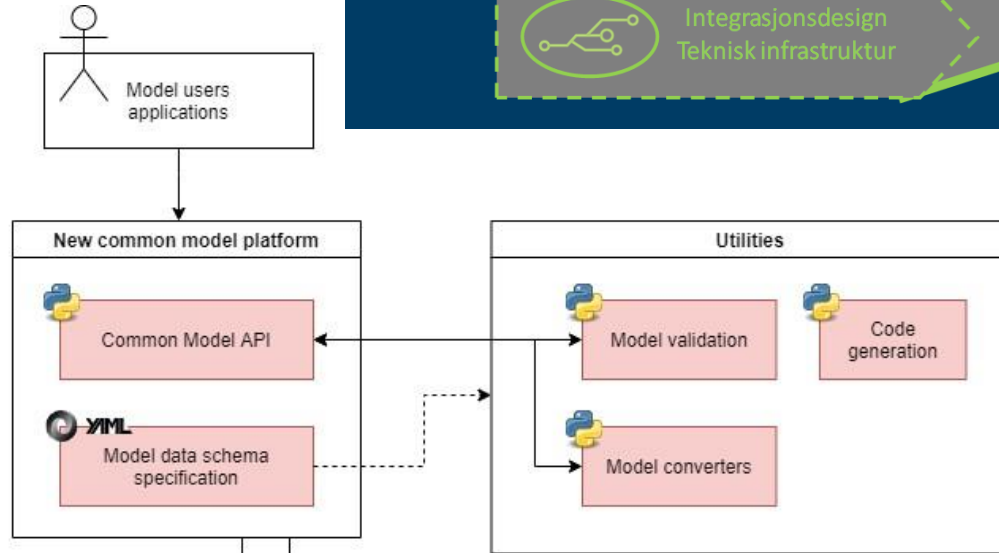 Integrasjonsdesign
Teknisk infrastruktur
Model users
applications
New common model platform
Utilities
Common Model API
Model validation
Code
generation
YAML
Model data schema
specification
Model converters